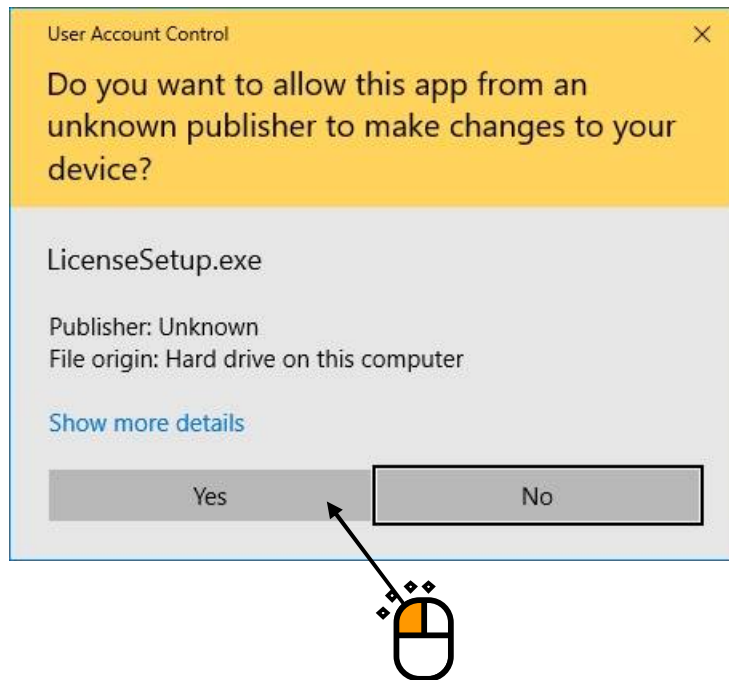 User Account Control
Do you want to allow this app from an
unknown publisher to make changes to your
device?
LicenseSetup.exe
Publisher: Unknown
File origin: Hard drive on this computer
Show more details
Yes
No